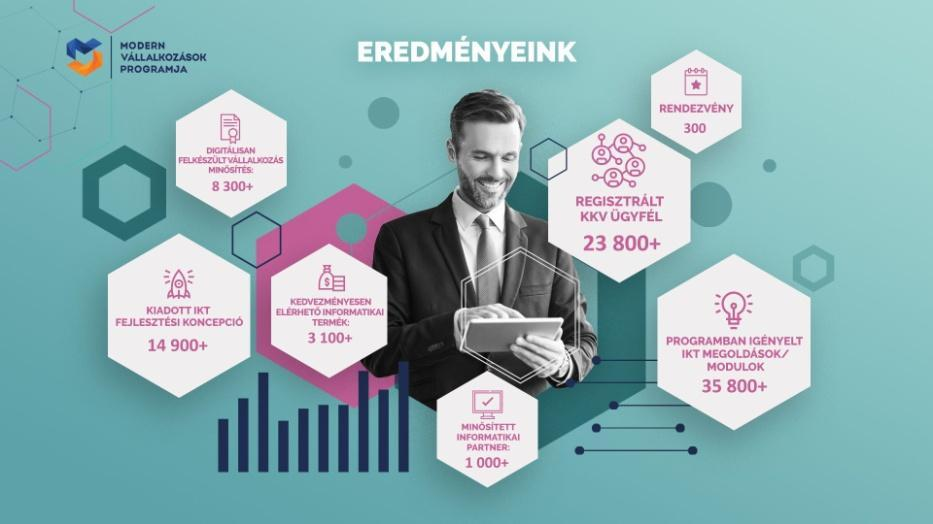 MODERN
VÁLLALKOZÁSOK
PROGRAMJA
EREDMÉNYEINK
DIGITÁLISAN
FELKÉSZÜLT VÁLLALKOZÁS
MINŐSÍTÉS:
8 300+
RENDEZVÉNY
300
REGISZTRÁLT
KKV ÜGYFÉL
23 800+
KIADOTT IKT
FEJLESZTÉSI KONCEPCIÓ
14 900+
KEDVEZMÉNYESEN
ELÉRHETŐ INFORMATIKAI
TERMÉK:
3 100+
PROGRAMBAN IGÉNYELT
IKT MEGOLDÁSOK/
MODULOK
35 800+
MINŐSÍTETT
INFORMATIKAI
PARTNER:
1 000+